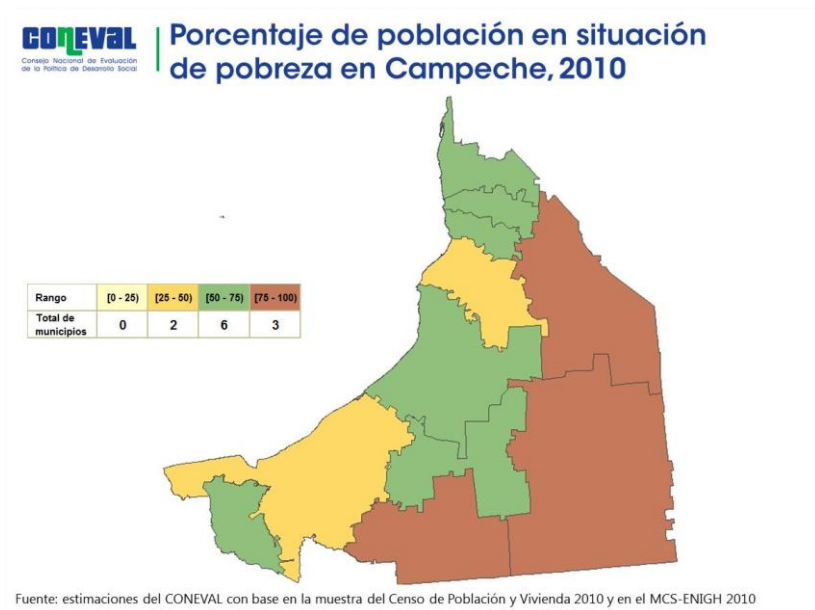 CONEVAL
Consejo Nacional de Evaluación
de la Política de Desarrollo Social
Porcentaje de población en situación
de pobreza en Campeche, 2010
Rango [0 - 25) [25 - 50) [50 - 75) [75 - 100)
Total de
municipios 0 2 6 3
Fuente: estimaciones del CONEVAL con base en la muestra del Censo de Población y Vivienda 2010 y en el MCS-ENIGH 2010